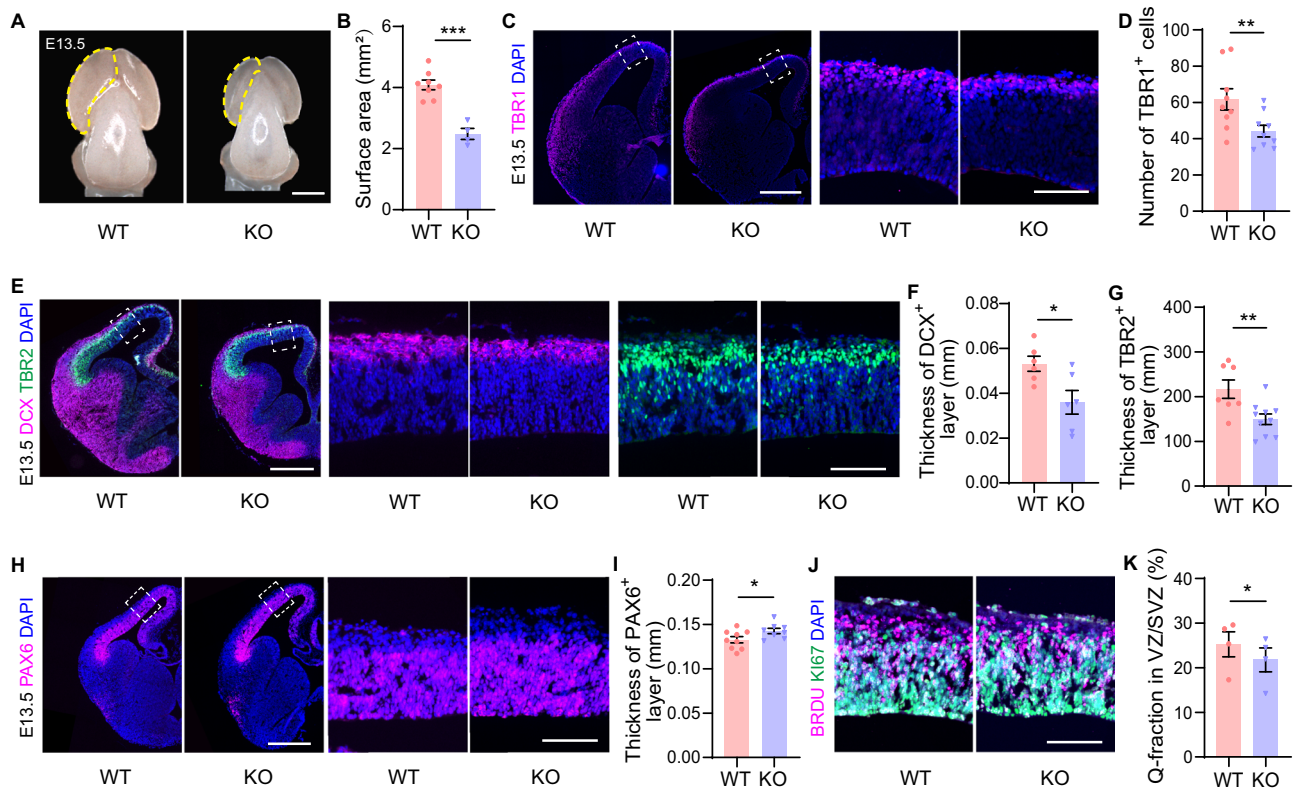 A
E13.5
WT
KO
B
Surface area (mm²)
6
4
2
0
***
WT KO
C
E13.5 TBR1 DAPI
WT
KO
WT
KO
D
Number of TBR1⁺ cells
100
80
60
40
20
0
**
WT KO
E
E13.5 DCX TBR2 DAPI
WT
KO
WT
KO
WT
KO
F
Thickness of DCX⁺
layer (mm)
0.08
0.06
0.04
0.02
0.00
*
WT KO
G
Thickness of TBR2⁺
layer (mm)
400
300
200
100
0
**
WT KO
H
E13.5 PAX6 DAPI
WT
KO
WT
KO
I
Thickness of PAX6⁺
layer (mm)
0.20
0.15
0.10
0.05
0.00
*
WT KO
J
BRDU KI67 DAPI
WT
KO
K
Q-fraction in VZ/SVZ (%)
40
30
20
10
0
*
WT KO